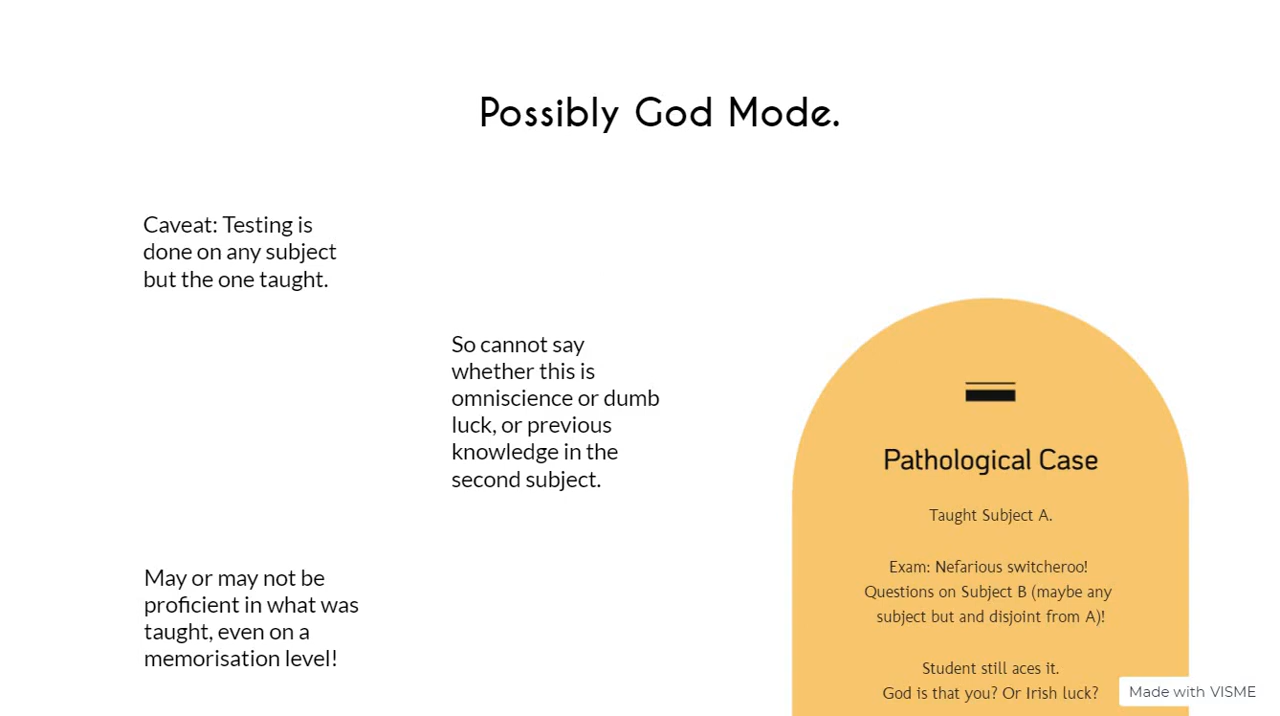 Possibly God Mode.
Caveat: Testing is
done on any subject
but the one taught.
So cannot say
whether this is
omniscience or dumb
luck, or previous
knowledge in the
second subject.
May or may not be
proficient in what was
taught, even on a
memorisation level!
Pathological Case
Taught Subject A.
Exam: Nefarious switcheroo!
Questions on Subject B (maybe any
subject but and disjoint from A)!
Student still aces it.
God is that you? Or Irish luck?
Made with VISME